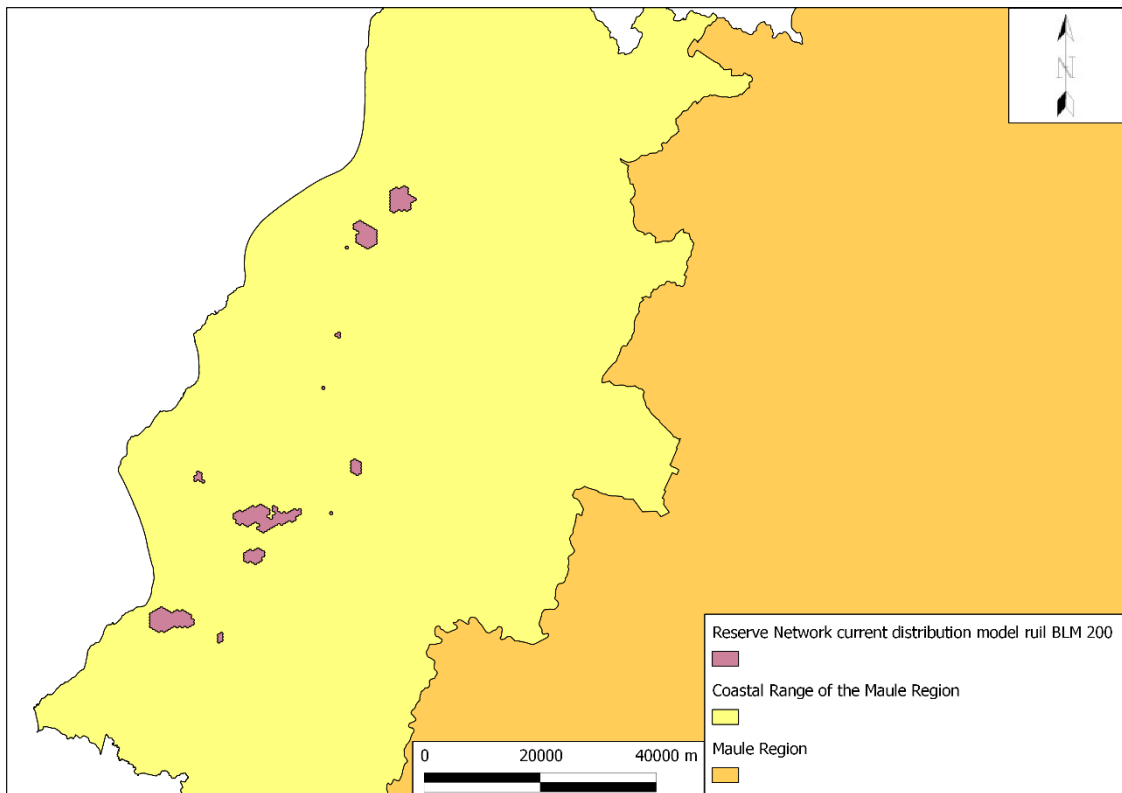 N
Reserve Network current distribution model ruil BLM 200
Coastal Range of the Maule Region
Maule Region
0 20000 40000 m